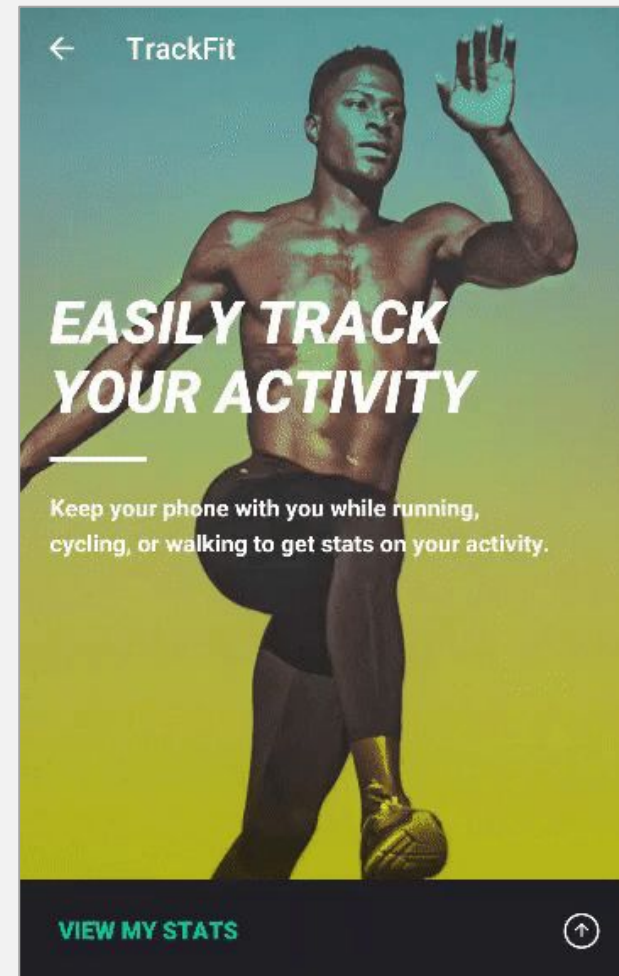 TrackFit
EASILY TRACK
YOUR ACTIVITY
Keep your phone with you while running,
cycling, or walking to get stats on your activity.
VIEW MY STATS